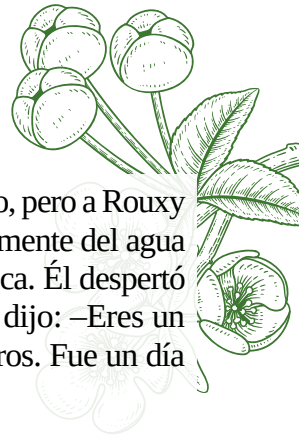 o, pero a Rouxy
mente del agua
ca. Él despertó
dijo: –Eres un
ros. Fue un día